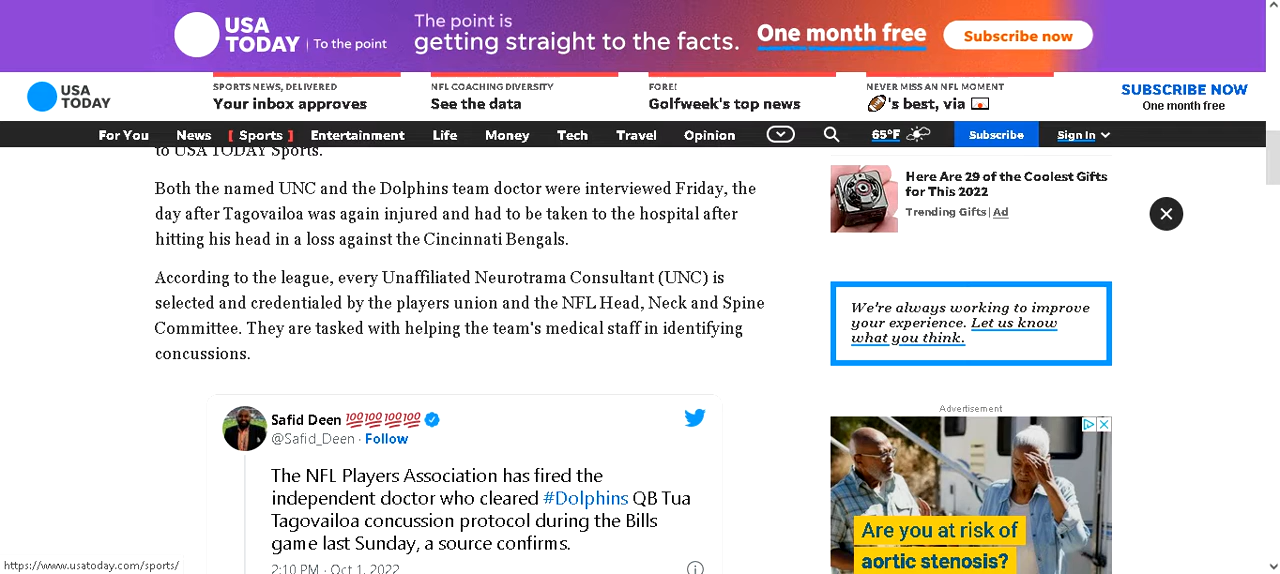 USA
TODAY
To the point
The point is
getting straight to the facts.
One month free
Subscribe now
USA
TODAY
SPORTS NEWS, DELIVERED
Your inbox approves
NFL COACHING DIVERSITY
See the data
FORE!
Golfweek's top news
NEVER MISS AN NFL MOMENT
🏈's best, via 💌
SUBSCRIBE NOW
One month free
For You
News
[ Sports ]
Entertainment
Life
Money
Tech
Travel
Opinion
65°F
Subscribe
Sign In
to USA TODAY Sports.
Both the named UNC and the Dolphins team doctor were interviewed Friday, the
day after Tagovailoa was again injured and had to be taken to the hospital after
hitting his head in a loss against the Cincinnati Bengals.
According to the league, every Unaffiliated Neurotrama Consultant (UNC) is
selected and credentialed by the players union and the NFL Head, Neck and Spine
Committee. They are tasked with helping the team's medical staff in identifying
concussions.
Safid Deen 💯💯💯💯
@Safid_Deen · Follow
The NFL Players Association has fired the
independent doctor who cleared #Dolphins QB Tua
Tagovailoa concussion protocol during the Bills
game last Sunday, a source confirms.
2:10 PM · Oct 1, 2022
Here Are 29 of the Coolest Gifts
for This 2022
Trending Gifts | Ad
We're always working to improve
your experience. Let us know
what you think.
Advertisement
Are you at risk of
aortic stenosis?
https://www.usatoday.com/sports/